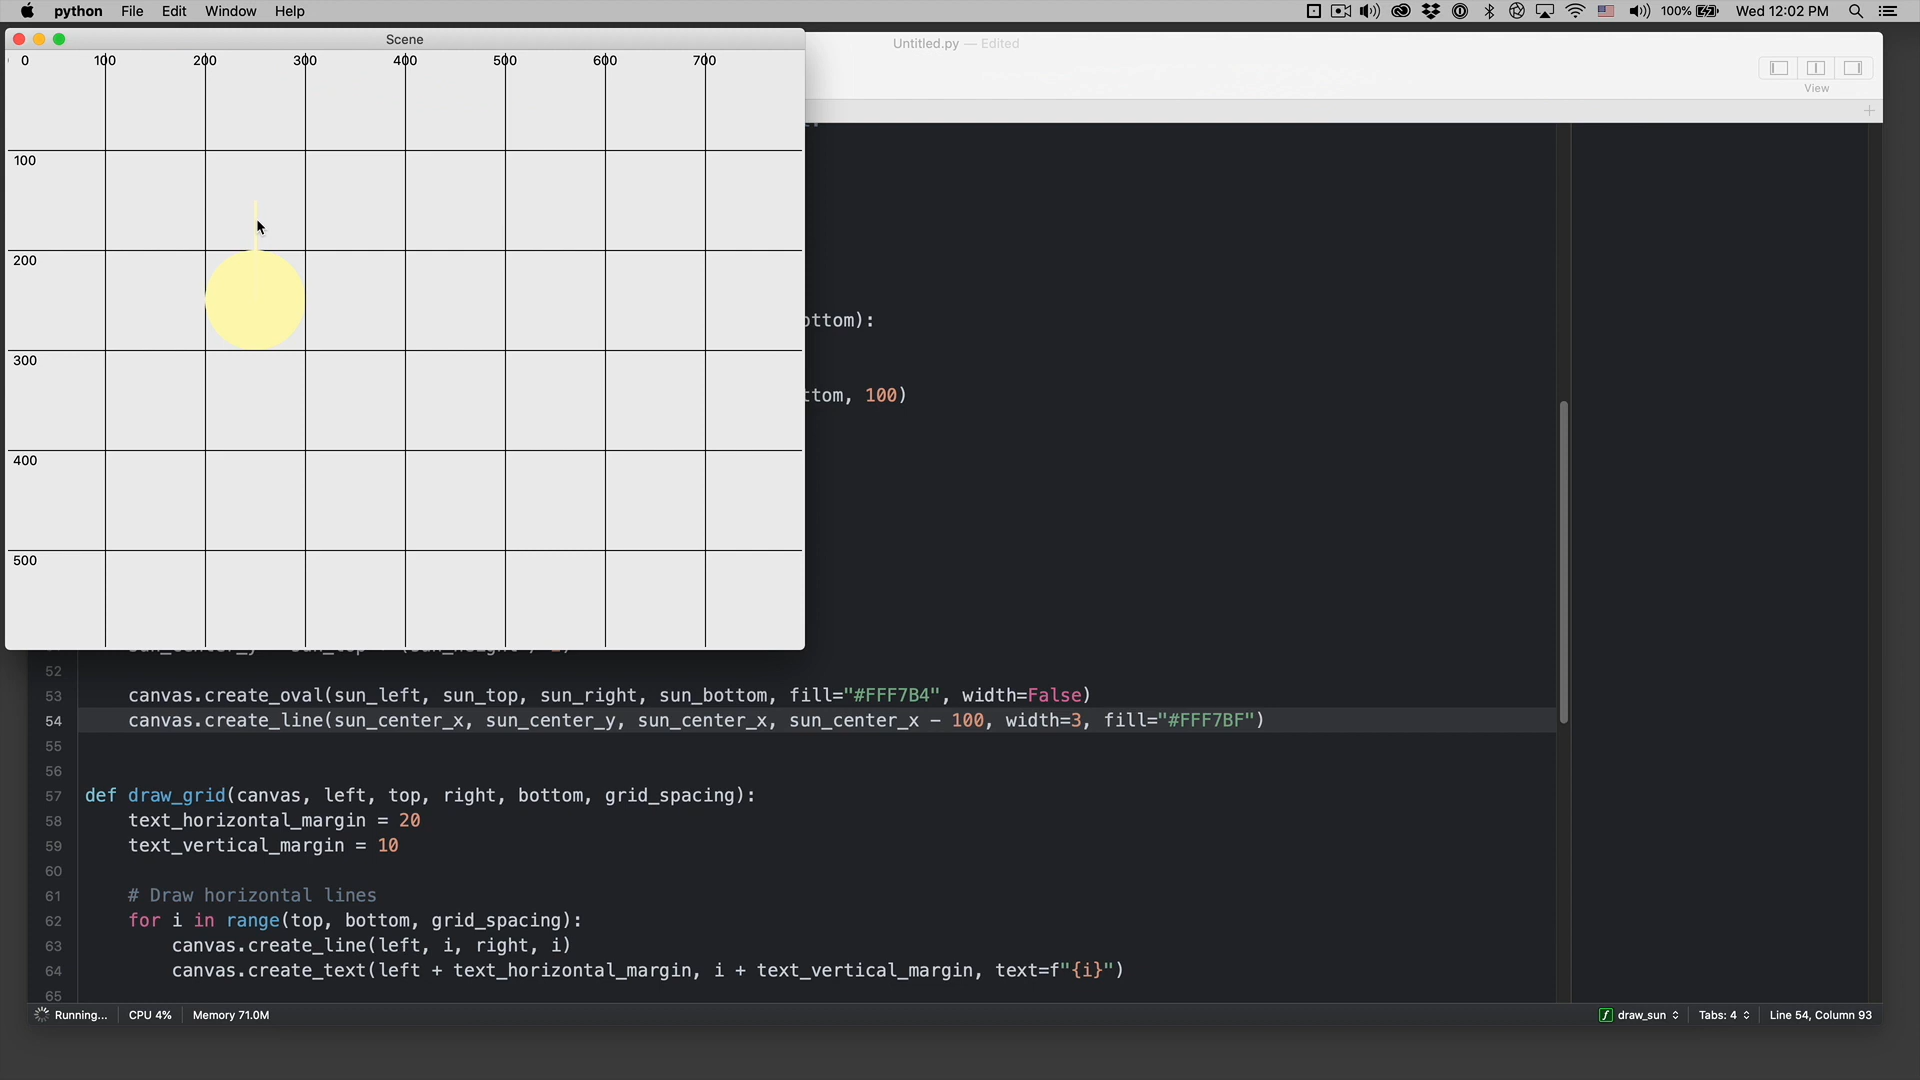 python File Edit Window Help 100% Wed 12:02 PM
Scene
Untitled.py — Edited
View
0 100 200 300 400 500 600 700
100
200
300
400
500
ottom):
ttom, 100)
52
53 canvas.create_oval(sun_left, sun_top, sun_right, sun_bottom, fill="#FFF7B4", width=False)
54 canvas.create_line(sun_center_x, sun_center_y, sun_center_x, sun_center_x - 100, width=3, fill="#FFF7BF")
55
56
57 def draw_grid(canvas, left, top, right, bottom, grid_spacing):
58 text_horizontal_margin = 20
59 text_vertical_margin = 10
60
61 # Draw horizontal lines
62 for i in range(top, bottom, grid_spacing):
63 canvas.create_line(left, i, right, i)
64 canvas.create_text(left + text_horizontal_margin, i + text_vertical_margin, text=f"{i}")
65
Running... CPU 4% Memory 71.0M draw_sun Tabs: 4 Line 54, Column 93